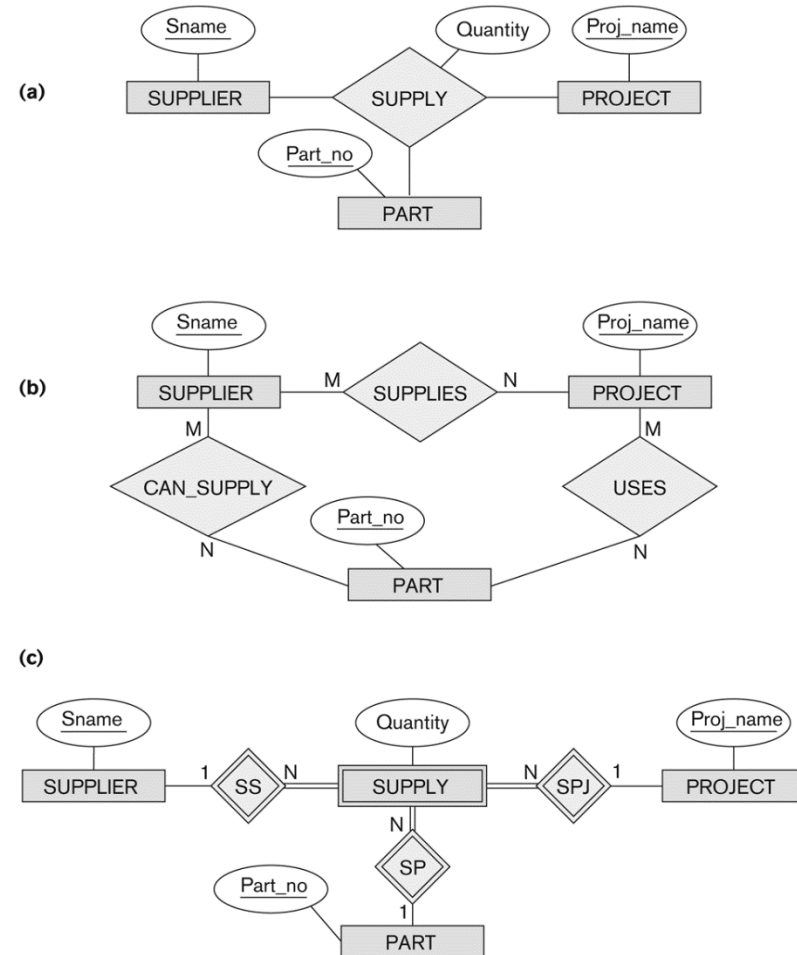 Sname
Quantity
Proj_name
(a)
SUPPLIER
SUPPLY
PROJECT
Part_no
PART
Sname
Proj_name
(b)
SUPPLIER
M
SUPPLIES
N
PROJECT
M
M
CAN_SUPPLY
USES
Part_no
N
N
PART
(c)
Sname
Quantity
Proj_name
SUPPLIER
1
SS
N
SUPPLY
N
SPJ
1
PROJECT
N
SP
Part_no
1
PART